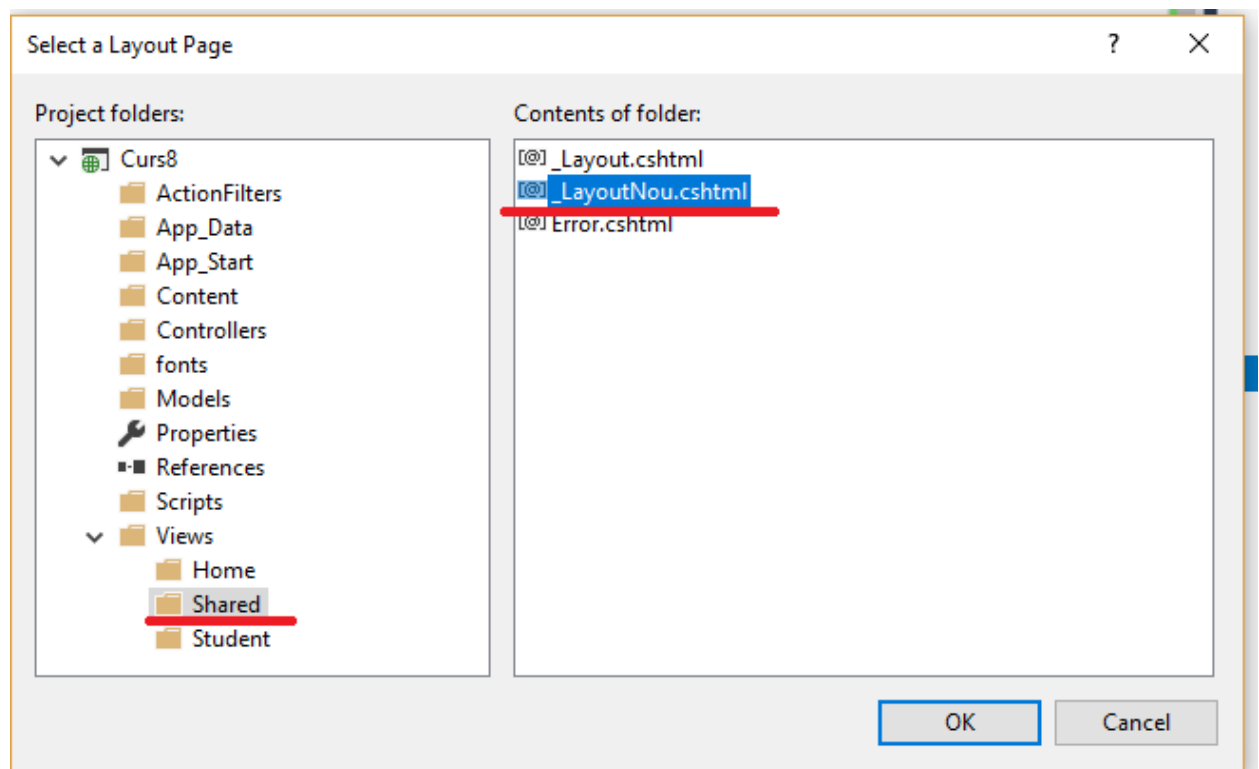 Select a Layout Page
Project folders:
Curs8
ActionFilters
App_Data
App_Start
Content
Controllers
fonts
Models
Properties
References
Scripts
Views
Home
Shared
Student
Contents of folder:
[@] _Layout.cshtml
[@] _LayoutNou.cshtml
[@] Error.cshtml
OK
Cancel